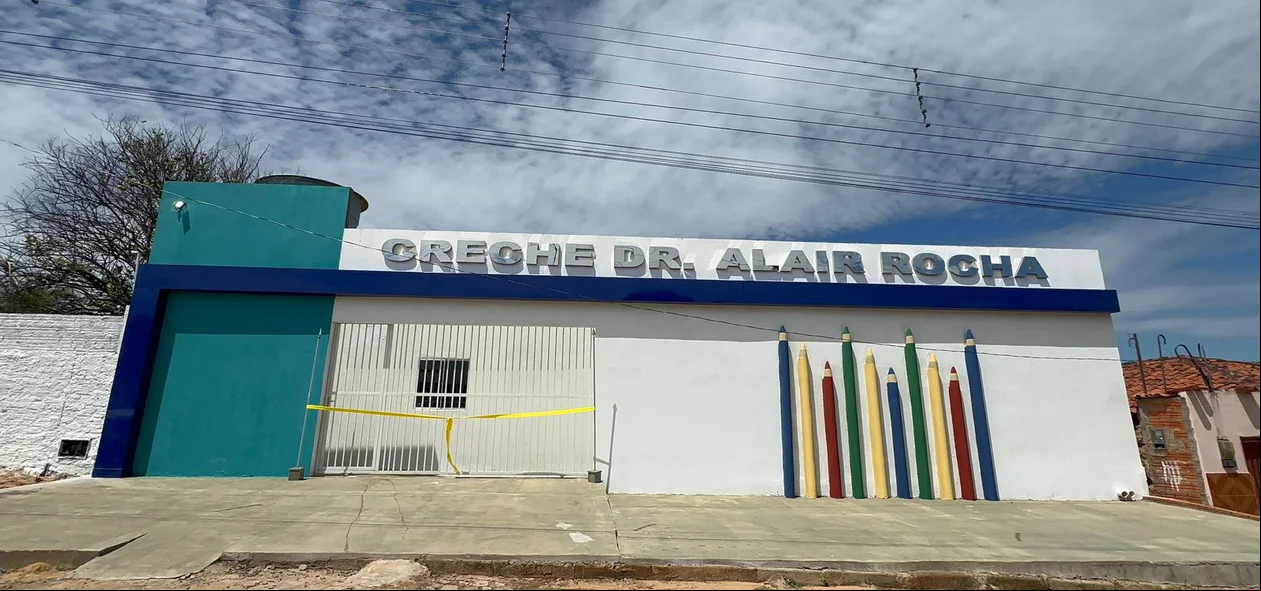 CRECHE DR. ALAIR ROCHA